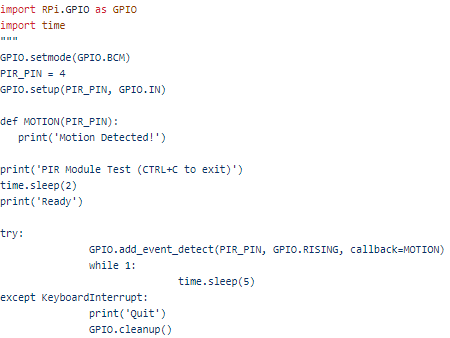 import RPi.GPIO as GPIO
import time
"""
GPIO.setmode(GPIO.BCM)
PIR_PIN = 4
GPIO.setup(PIR_PIN, GPIO.IN)

def MOTION(PIR_PIN):
   print('Motion Detected!')

print('PIR Module Test (CTRL+C to exit)')
time.sleep(2)
print('Ready')

try:
              GPIO.add_event_detect(PIR_PIN, GPIO.RISING, callback=MOTION)
              while 1:
                            time.sleep(5)
except KeyboardInterrupt:
              print('Quit')
              GPIO.cleanup()